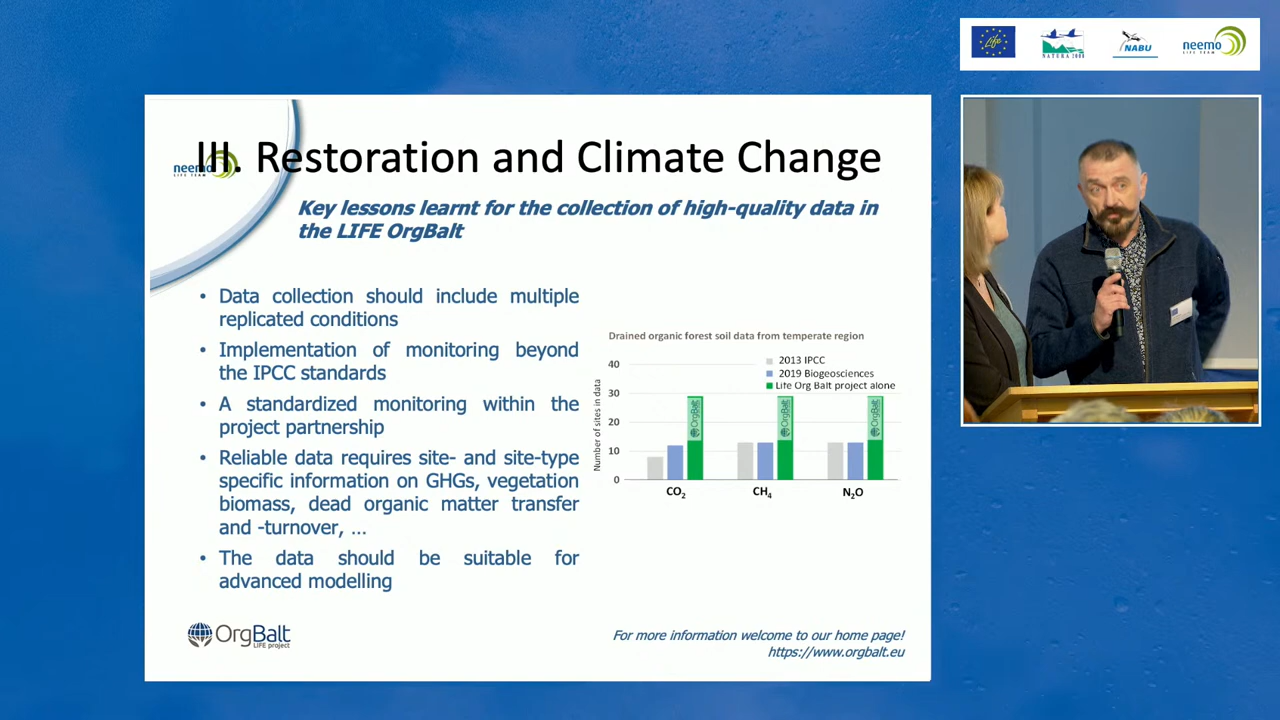 Life
NATURA 2000
NABU
neemo
LIFE TEAM
neemo
LIFE TEAM
III. Restoration and Climate Change
Key lessons learnt for the collection of high-quality data in
the LIFE OrgBalt
• Data collection should include multiple
replicated conditions
• Implementation of monitoring beyond
the IPCC standards
• A standardized monitoring within the
project partnership
• Reliable data requires site- and site-type
specific information on GHGs, vegetation
biomass, dead organic matter transfer
and -turnover, ...
• The data should be suitable for
advanced modelling
Drained organic forest soil data from temperate region
2013 IPCC
2019 Biogeosciences
Life Org Balt project alone
Number of sites in data
40
30
20
10
0
OrgBalt
OrgBalt
OrgBalt
CO₂
CH₄
N₂O
OrgBalt
LIFE project
For more information welcome to our home page!
https://www.orgbalt.eu